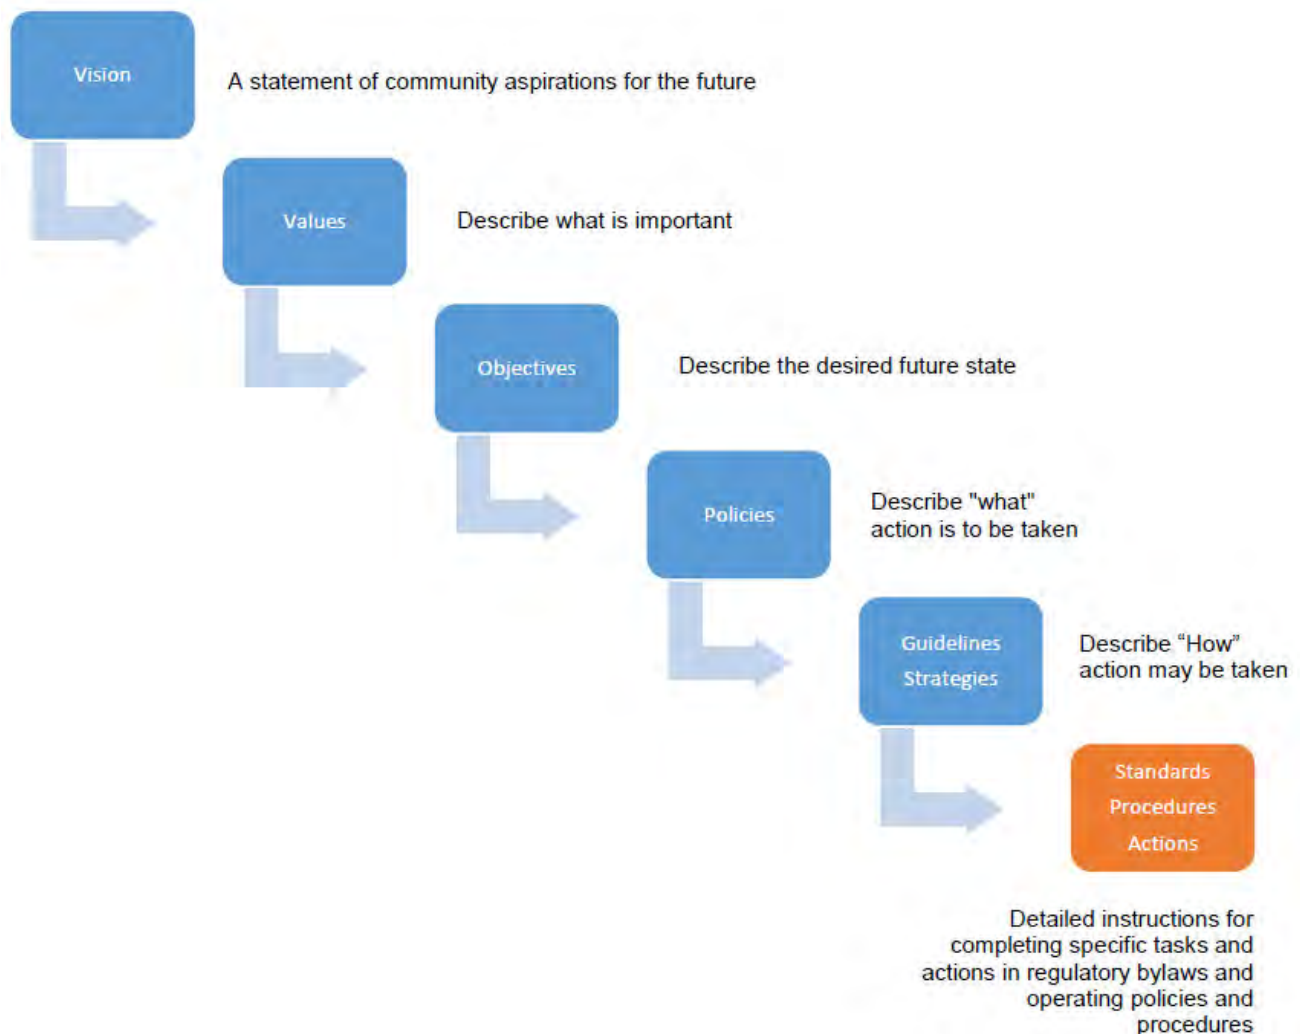 Vision
A statement of community aspirations for the future
Values
Describe what is important
Objectives
Describe the desired future state
Policies
Describe "what"
action is to be taken
Guidelines
Strategies
Describe “How”
action may be taken
Standards
Procedures
Actions
Detailed instructions for
completing specific tasks and
actions in regulatory bylaws and
operating policies and
procedures